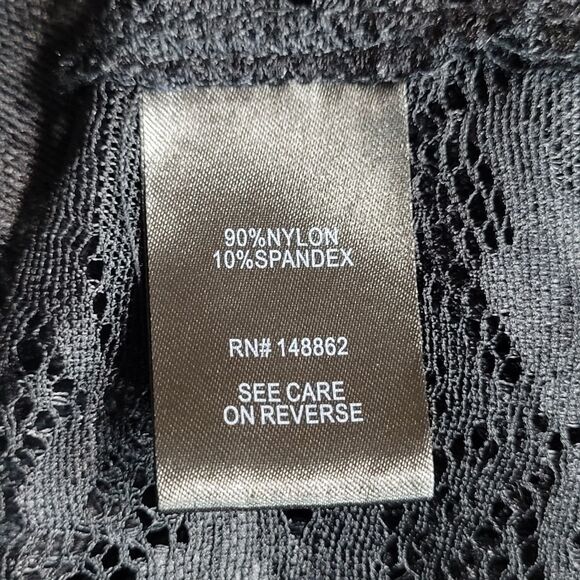 90%NYLON
10%SPANDEX
RN# 148862
SEE CARE
ON REVERSE